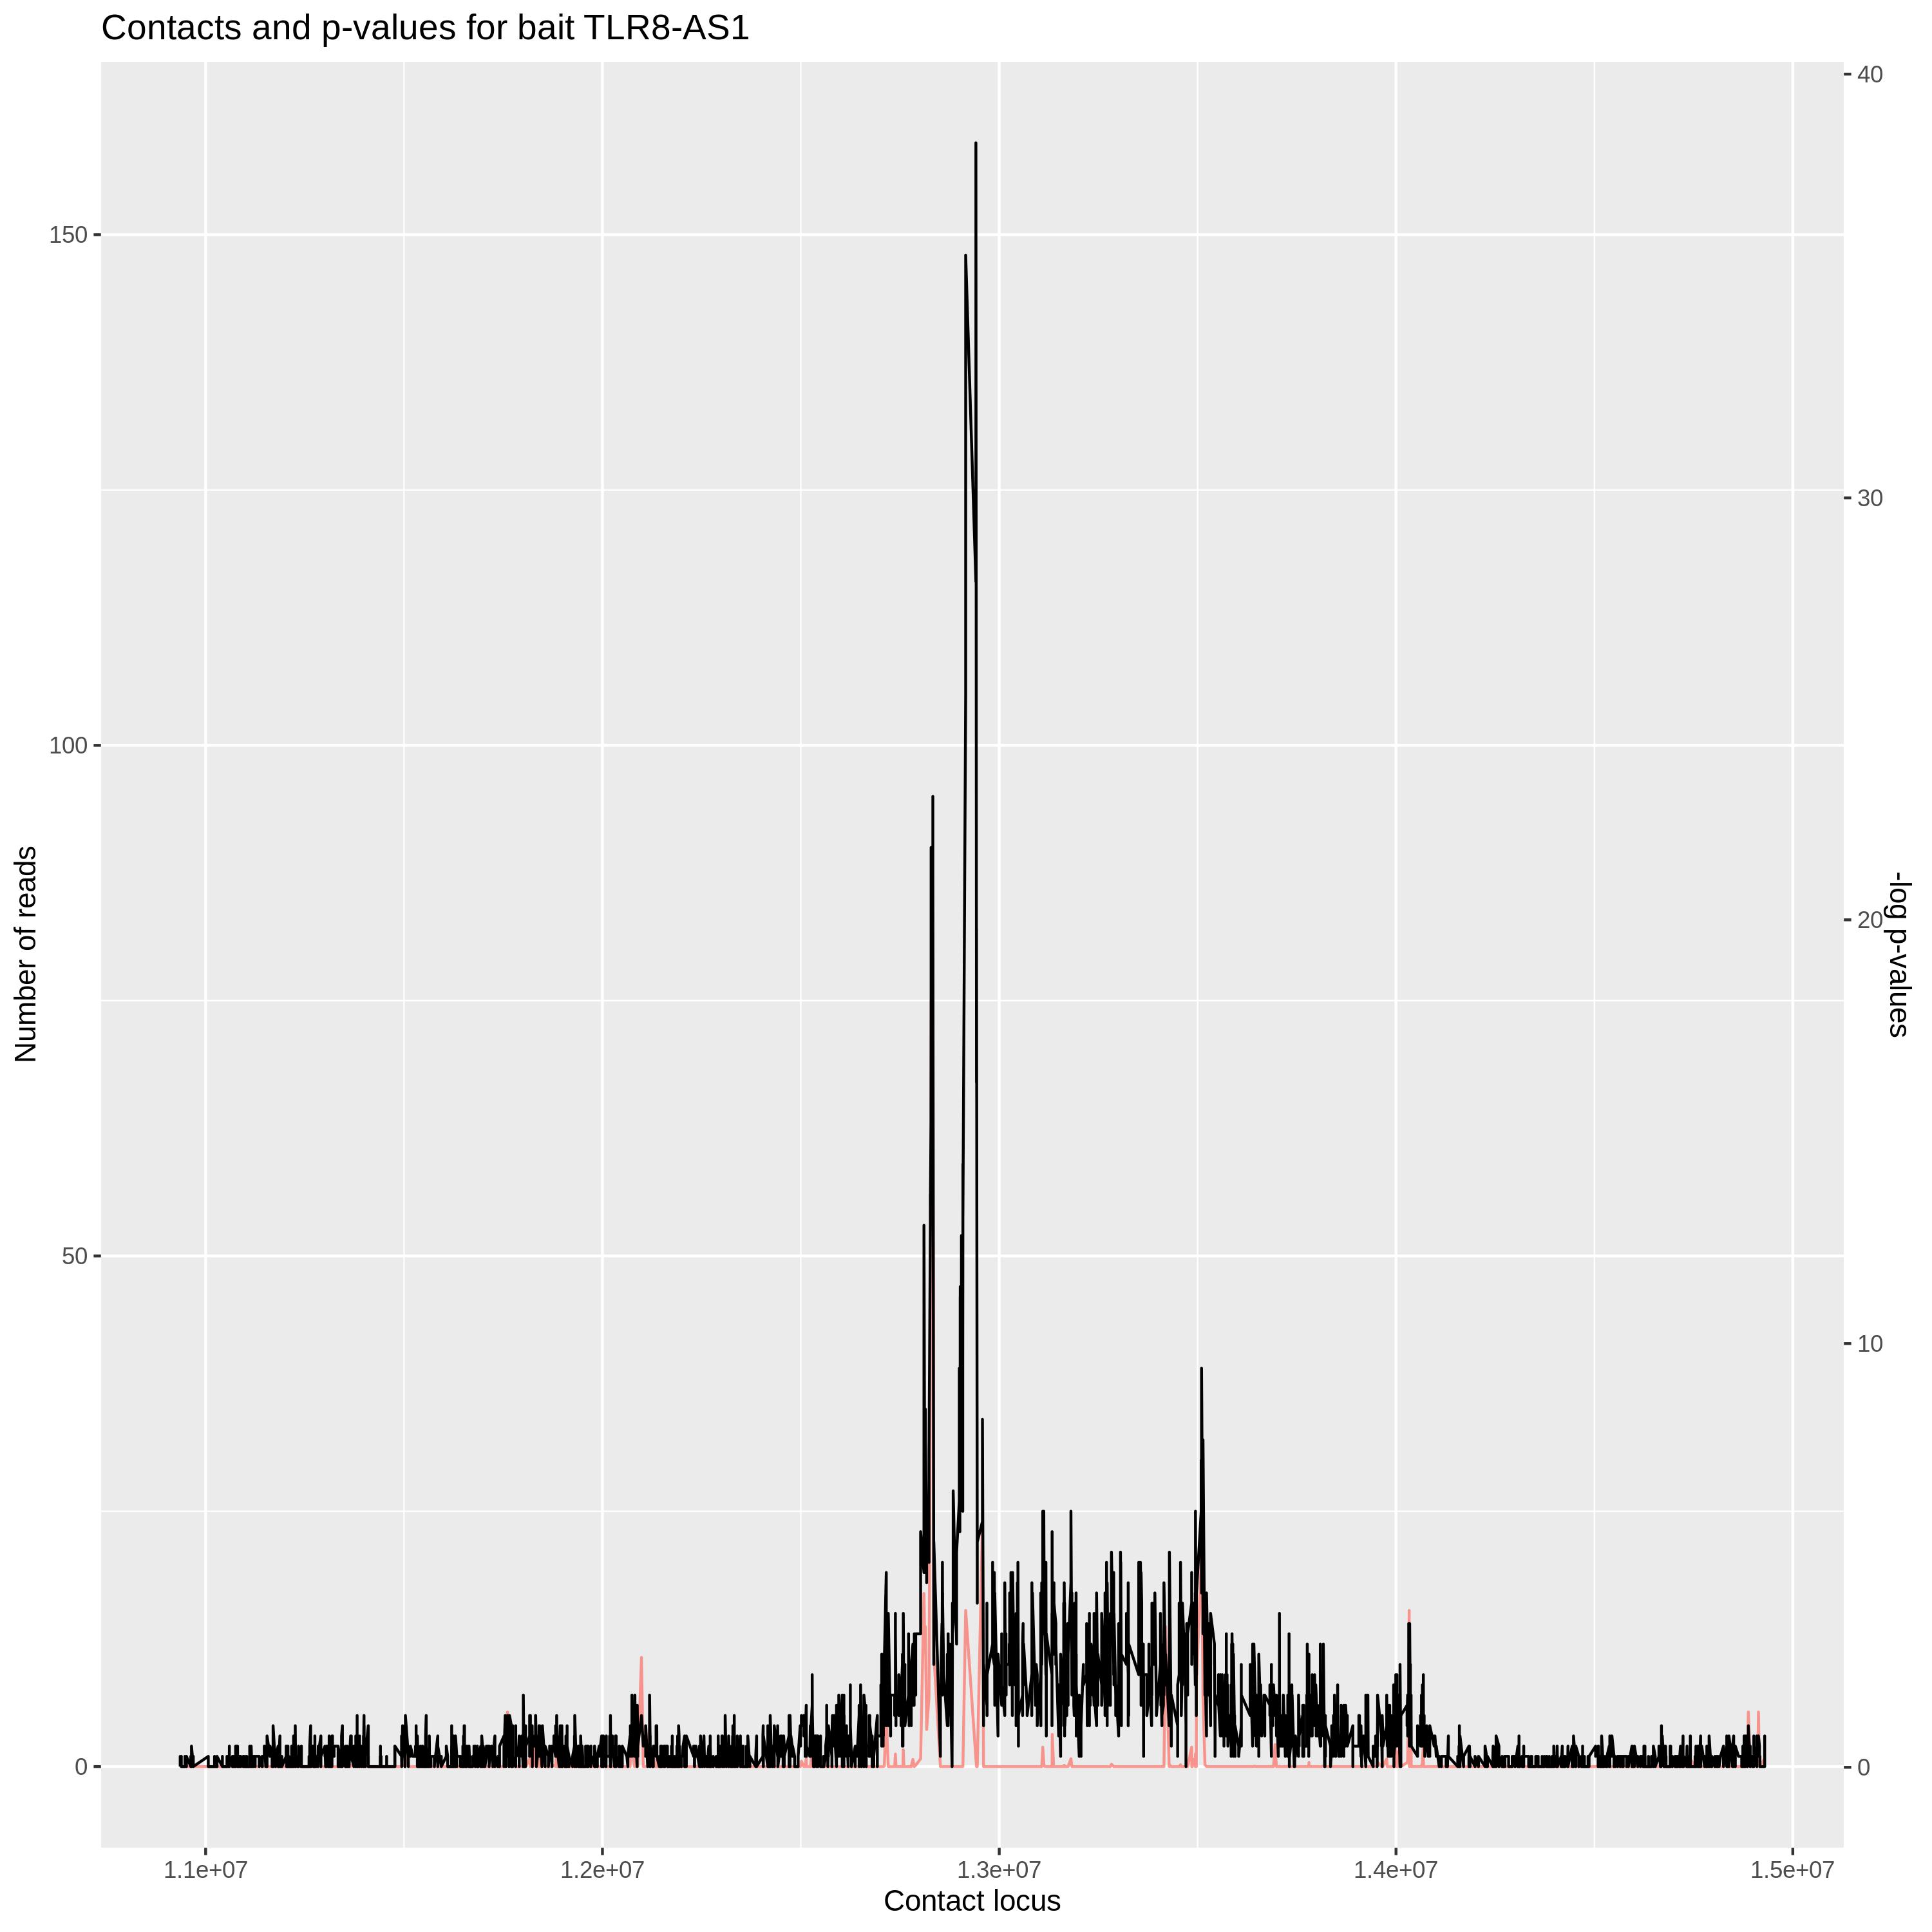 Contacts and p-values for bait TLR8-AS1
150
100
50
0
Number of reads
40
30
20
10
0
-log p-values
1.1e+07 1.2e+07 1.3e+07 1.4e+07 1.5e+07
Contact locus